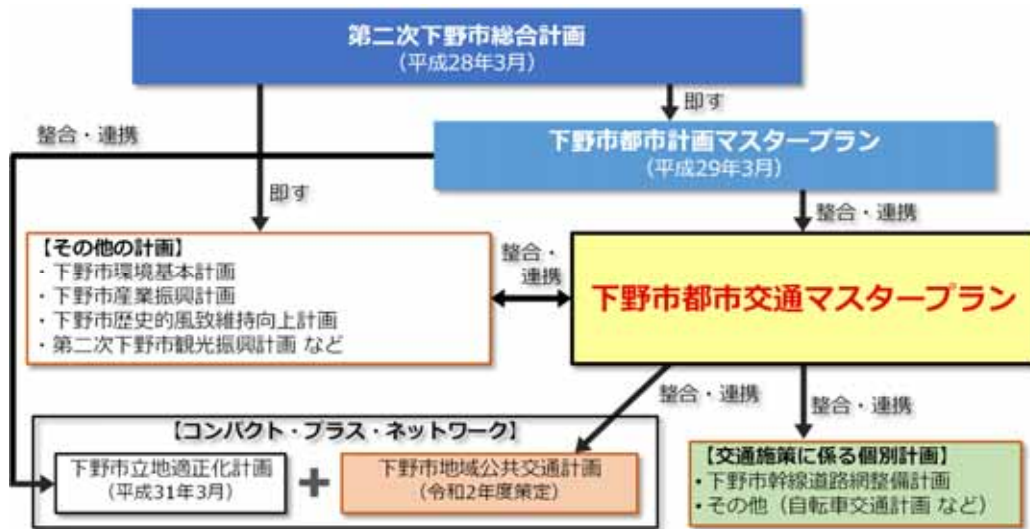 第二次下野市総合計画
（平成28年3月）
即す
整合・連携
下野市都市計画マスタープラン
（平成29年3月）
即す
整合・連携
【その他の計画】
・下野市環境基本計画
・下野市産業振興計画
・下野市歴史的風致維持向上計画
・第二次下野市観光振興計画 など
整合・
連携
下野市都市交通マスタープラン
整合・連携
整合・連携
【コンパクト・プラス・ネットワーク】
下野市立地適正化計画
（平成31年3月）
+
下野市地域公共交通計画
（令和2年度策定）
【交通施策に係る個別計画】
・下野市幹線道路網整備計画
・その他（自転車交通計画 など）